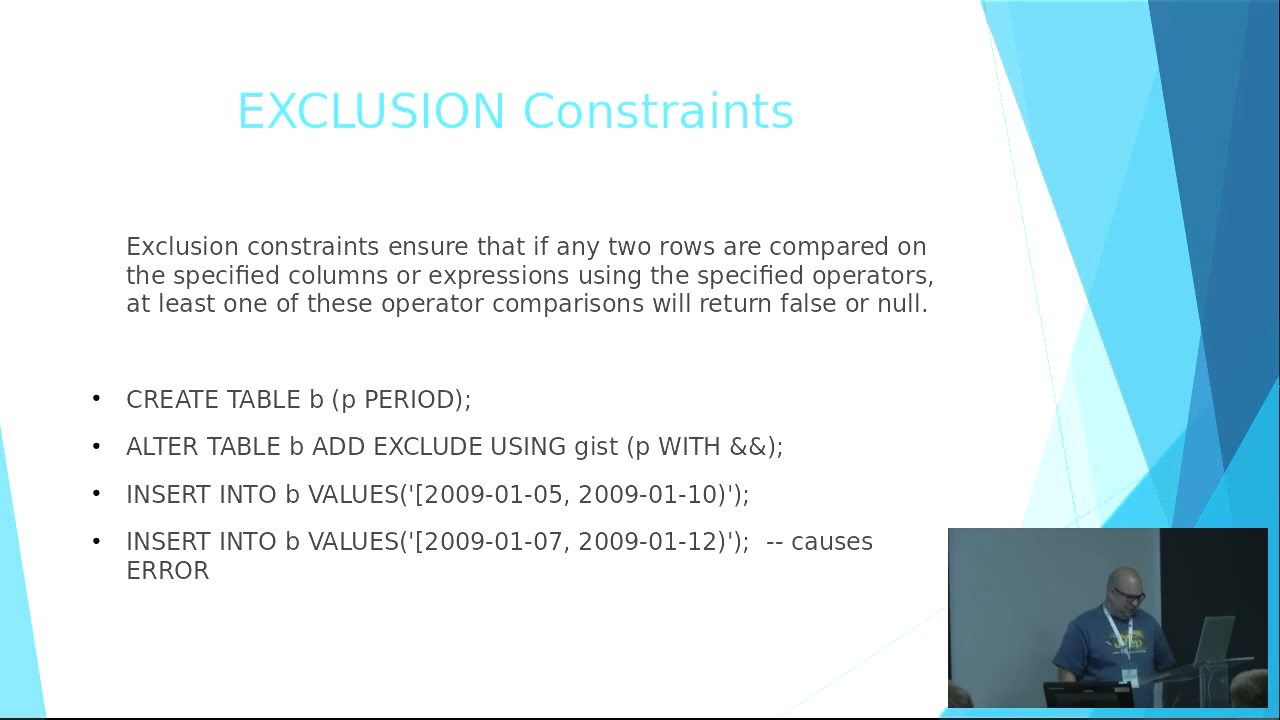 EXCLUSION Constraints
Exclusion constraints ensure that if any two rows are compared on
the specified columns or expressions using the specified operators,
at least one of these operator comparisons will return false or null.
• CREATE TABLE b (p PERIOD);
• ALTER TABLE b ADD EXCLUDE USING gist (p WITH &&);
• INSERT INTO b VALUES('[2009-01-05, 2009-01-10)');
• INSERT INTO b VALUES('[2009-01-07, 2009-01-12)');  -- causes
ERROR